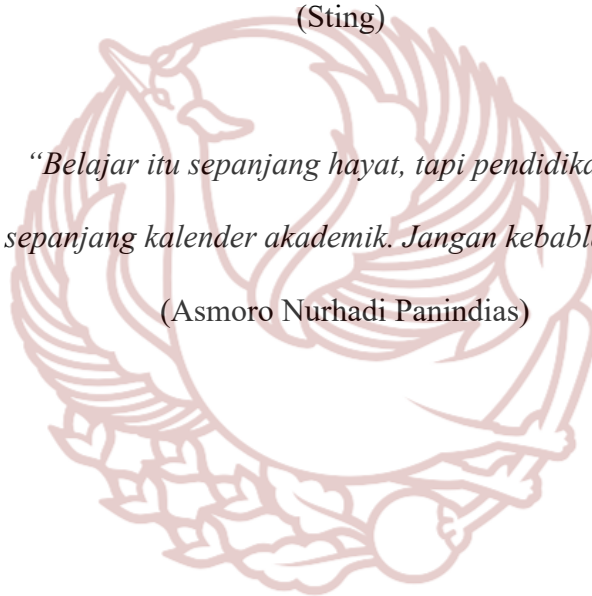 (Sting)
“Belajar itu sepanjang hayat, tapi
sepanjang kalender akademik. Jangan
(Asmoro Nurhadi Panindias)